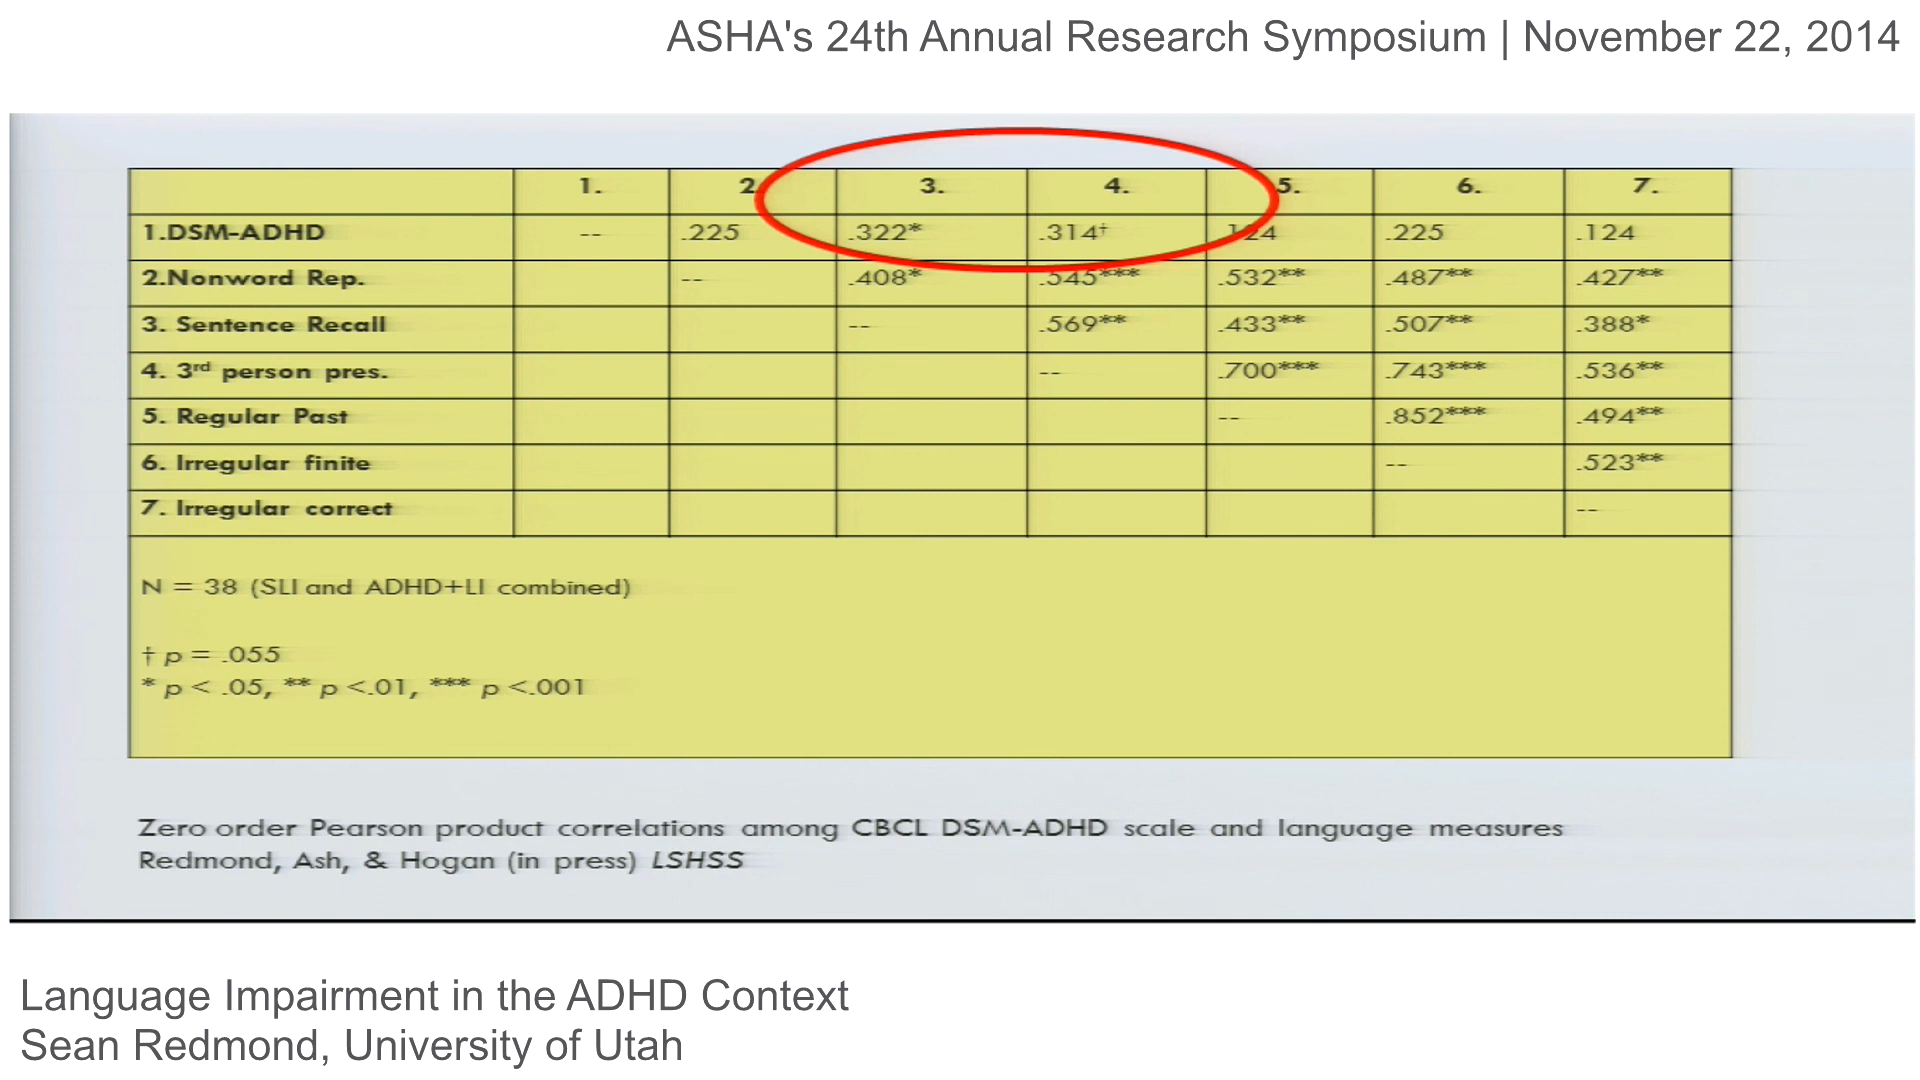 ASHA's 24th Annual Research Symposium | November 22, 2014
1. 2. 3. 4. 5. 6. 7.
1.DSM-ADHD -- .225 .322* .314† .124 .225 .124
2.Nonword Rep. -- .408* .545*** .532** .487** .427**
3. Sentence Recall -- .569** .433** .507** .388*
4. 3rd person pres. -- .700*** .743*** .536**
5. Regular Past -- .852*** .494**
6. Irregular finite -- .523**
7. Irregular correct --
N = 38 (SLI and ADHD+LI combined)
† p = .055
* p < .05, ** p <.01, *** p <.001
Zero order Pearson product correlations among CBCL DSM-ADHD scale and language measures
Redmond, Ash, & Hogan (in press) LSHSS
Language Impairment in the ADHD Context
Sean Redmond, University of Utah